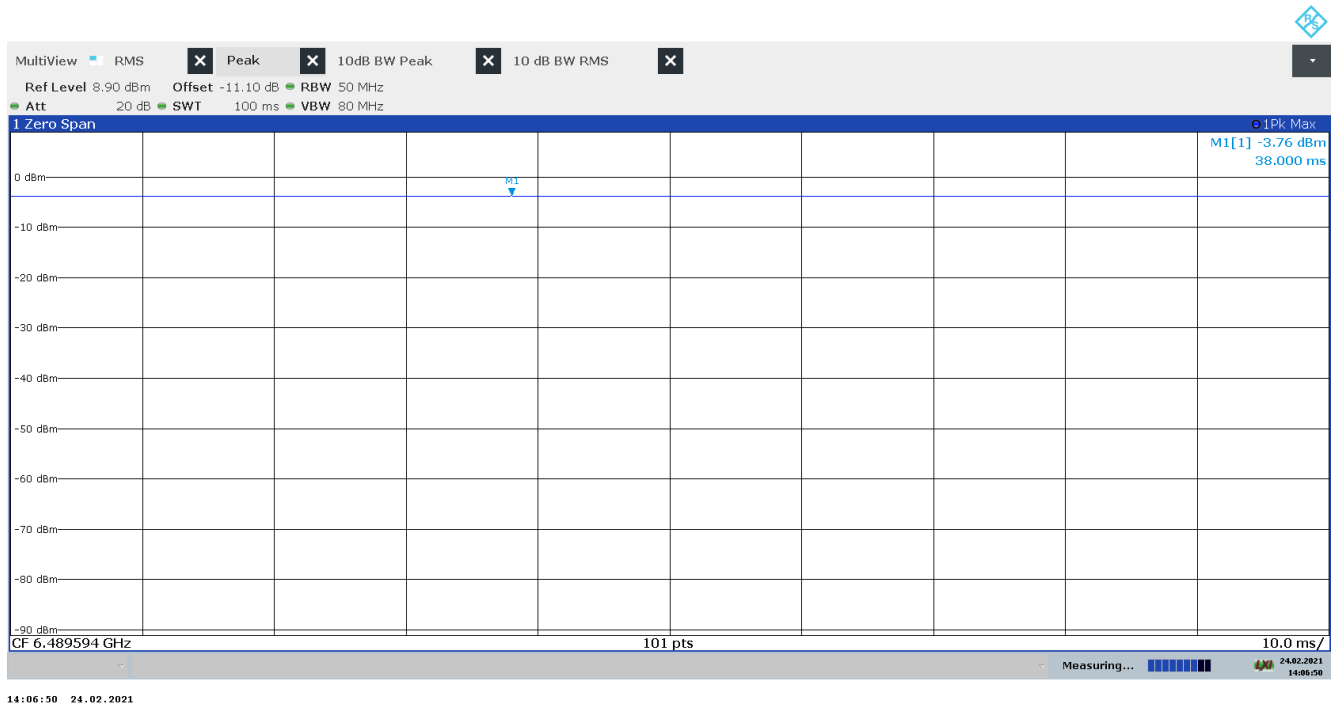 R S
MultiView RMS Peak 10dB BW Peak 10 dB BW RMS
Ref Level 8.90 dBm Offset -11.10 dB RBW 50 MHz
Att 20 dB SWT 100 ms VBW 80 MHz
1 Zero Span 1Pk Max
M1[1] -3.76 dBm
38.000 ms
0 dBm
M1
-10 dBm
-20 dBm
-30 dBm
-40 dBm
-50 dBm
-60 dBm
-70 dBm
-80 dBm
-90 dBm
CF 6.489594 GHz 101 pts 10.0 ms/
Measuring... 24.02.2021
14:06:50
14:06:50 24.02.2021